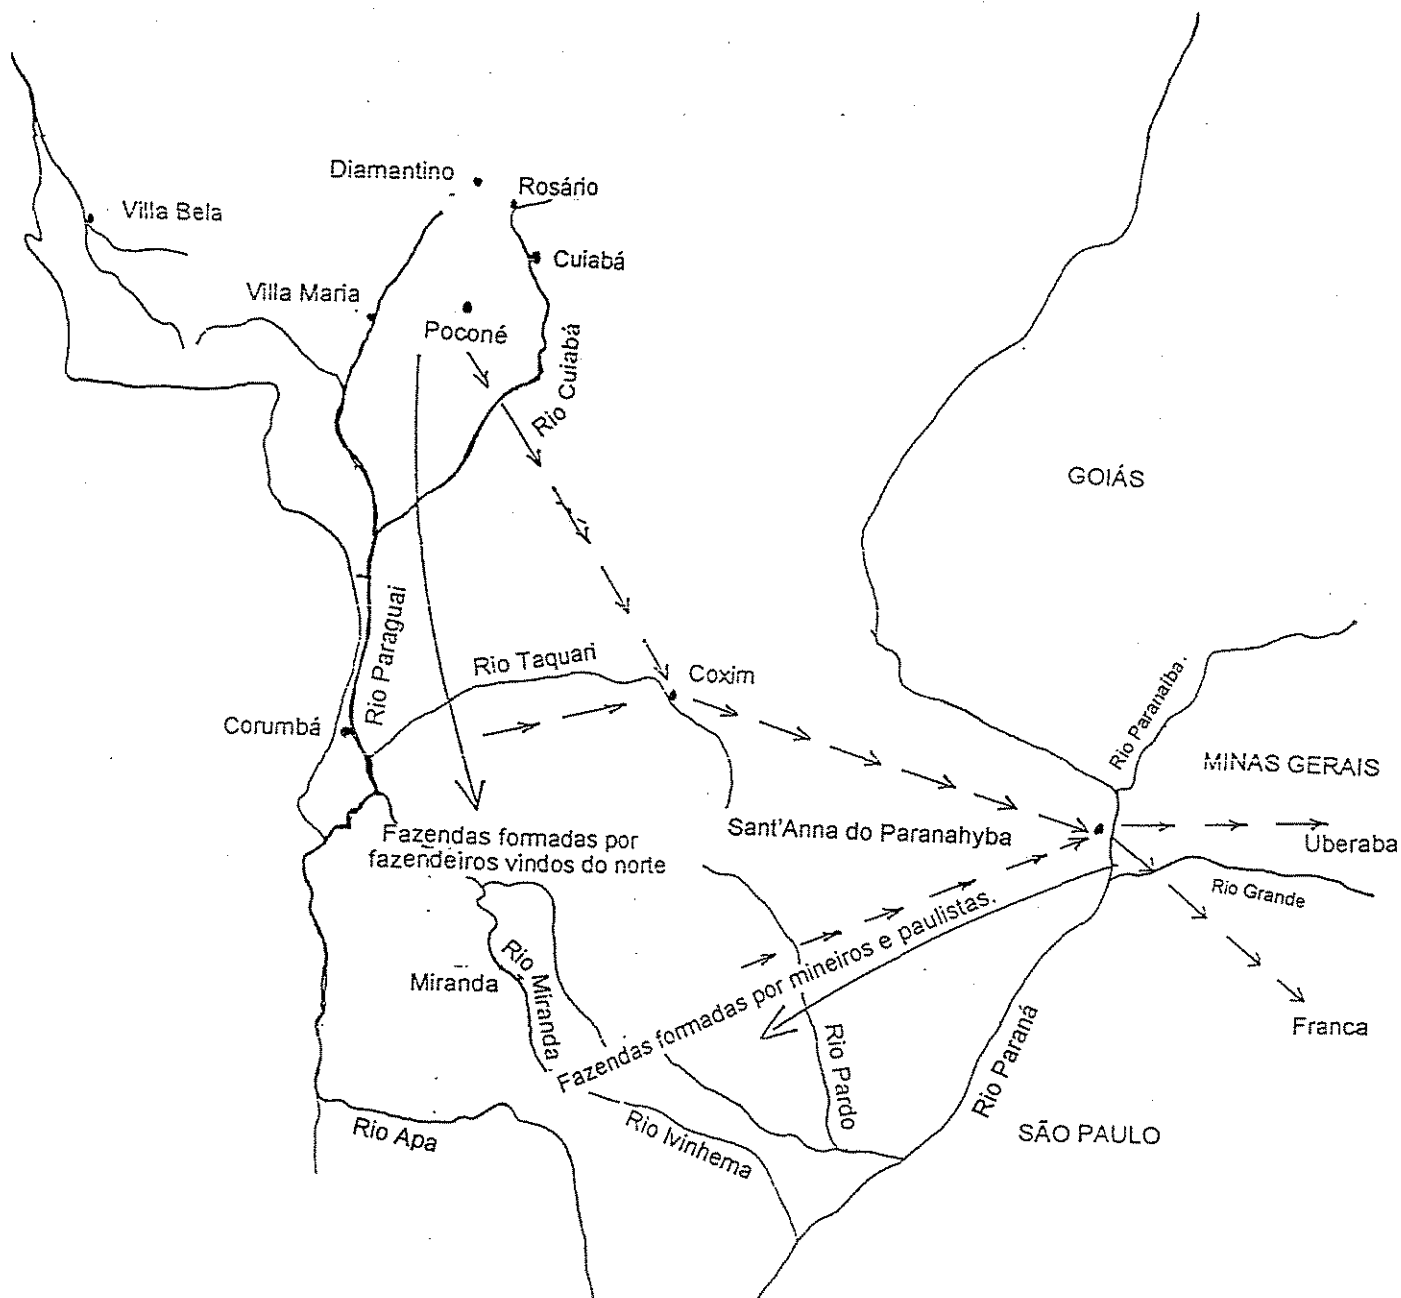 Diamantino
Rosário
Villa Bela
Cuiabá
Villa Maria
Poconé
Rio Cuiabá
GOIÁS
Rio Paraguai
Rio Taquari
Coxim
Corumbá
Rio Paranaíba.
MINAS GERAIS
Sant'Anna do Paranahyba
Uberaba
Fazendas formadas por
fazendeiros vindos do norte
Rio Grande
Fazendas formadas por mineiros e paulistas.
Miranda
Rio Miranda
Franca
Rio Pardo
Rio Paraná
Rio Apa
Rio Ivinhema
SÃO PAULO